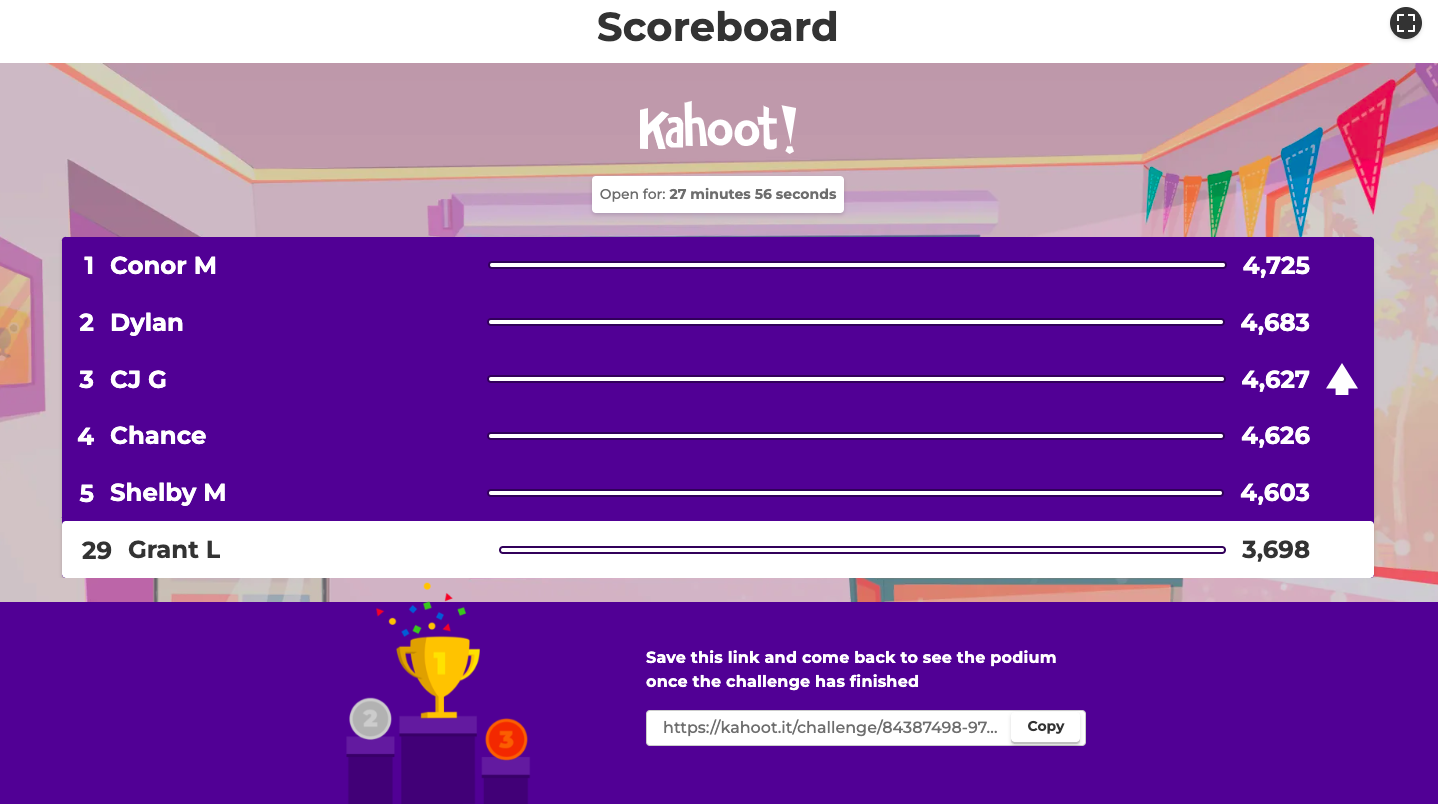 Scoreboard
Kahoot!
Open for: 27 minutes 56 seconds
1 Conor M 4,725
2 Dylan 4,683
3 CJ G 4,627
4 Chance 4,626
5 Shelby M 4,603
29 Grant L 3,698
1
2
3
Save this link and come back to see the podium
once the challenge has finished
https://kahoot.it/challenge/84387498-97... Copy